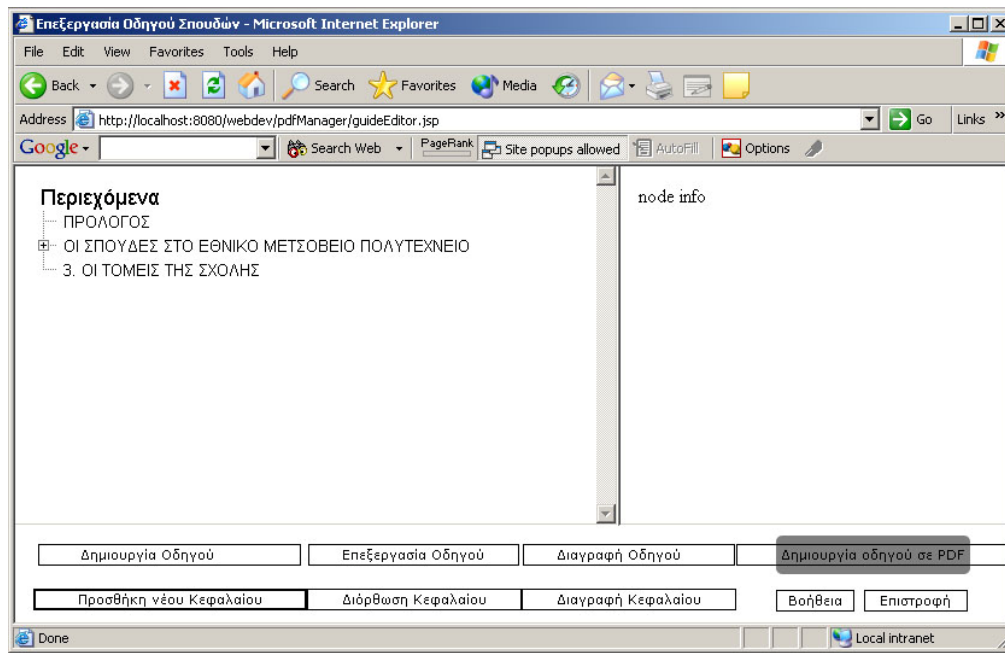 Επεξεργασία Οδηγού Σπουδών - Microsoft Internet Explorer
File Edit View Favorites Tools Help
Back Search Favorites Media
Address http://localhost:8080/webdev/pdfManager/guideEditor.jsp Go Links »
Google Search Web PageRank Site popups allowed AutoFill Options
Περιεχόμενα
ΠΡΟΛΟΓΟΣ
ΟΙ ΣΠΟΥΔΕΣ ΣΤΟ ΕΘΝΙΚΟ ΜΕΤΣΟΒΕΙΟ ΠΟΛΥΤΕΧΝΕΙΟ
3. ΟΙ ΤΟΜΕΙΣ ΤΗΣ ΣΧΟΛΗΣ
node info
Δημιουργία Οδηγού Επεξεργασία Οδηγού Διαγραφή Οδηγού Δημιουργία οδηγού σε PDF
Προσθήκη νέου Κεφαλαίου Διόρθωση Κεφαλαίου Διαγραφή Κεφαλαίου Βοήθεια Επιστροφή
Done Local intranet